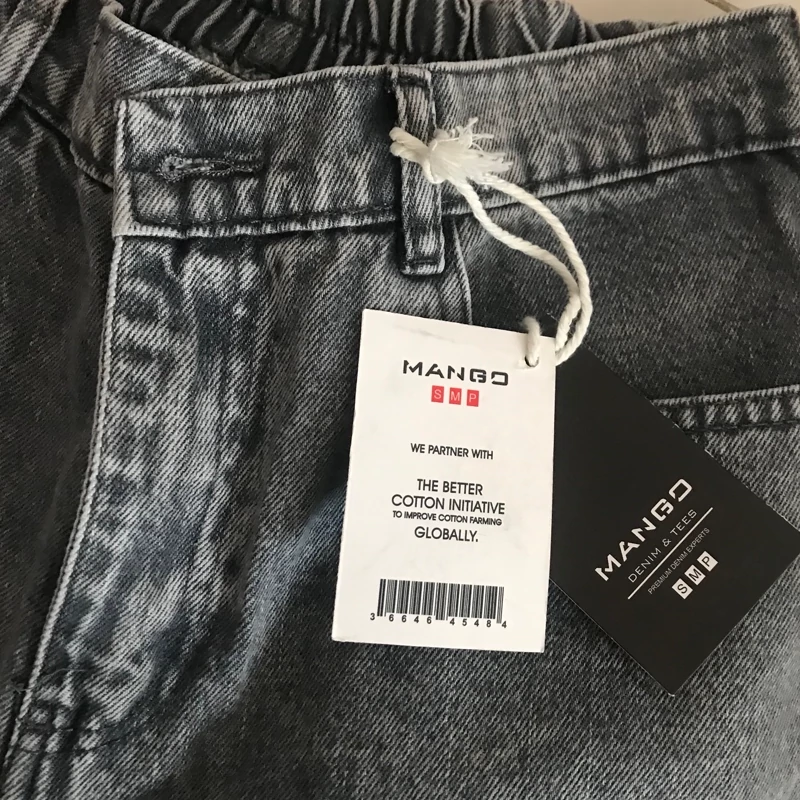 MANGO
SMP
WE PARTNER WITH
THE BETTER
COTTON INITIATIVE
TO IMPROVE COTTON FARMING
GLOBALLY.
3 6646 45484
MANGO
DENIM & TEES
PREMIUM DENIM EXPERTS
SMP